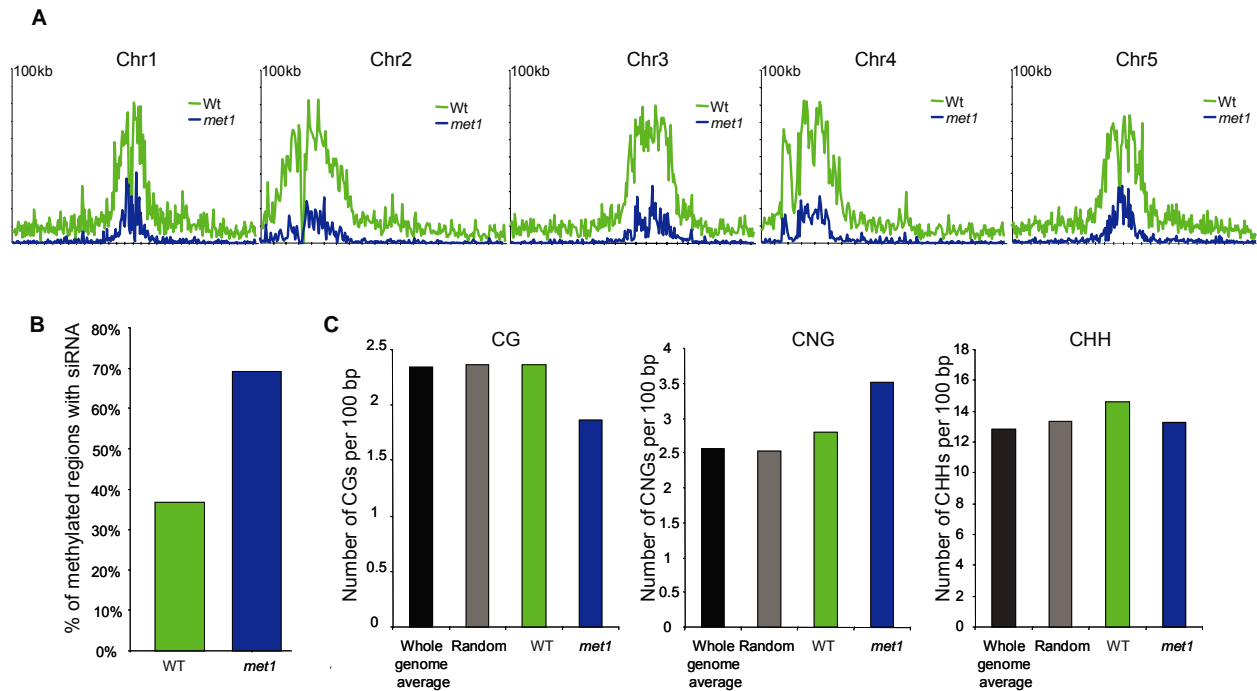 A
Chr1
100kb
Wt
met1
Chr2
100kb
Wt
met1
Chr3
100kb
Wt
met1
Chr4
100kb
Wt
met1
Chr5
100kb
Wt
met1
B
% of methylated regions with siRNA
80%
70%
60%
50%
40%
30%
20%
10%
0%
WT
met1
C
CG
Number of CGs per 100 bp
2.5
2
1.5
1
0.5
0
Whole
genome
average
Random
WT
met1
CNG
Number of CNGs per 100 bp
4
3.5
3
2.5
2
1.5
1
0.5
0
Whole
genome
average
Random
WT
met1
CHH
Number of CHHs per 100 bp
18
16
14
12
10
8
6
4
2
0
Whole
genome
average
Random
WT
met1